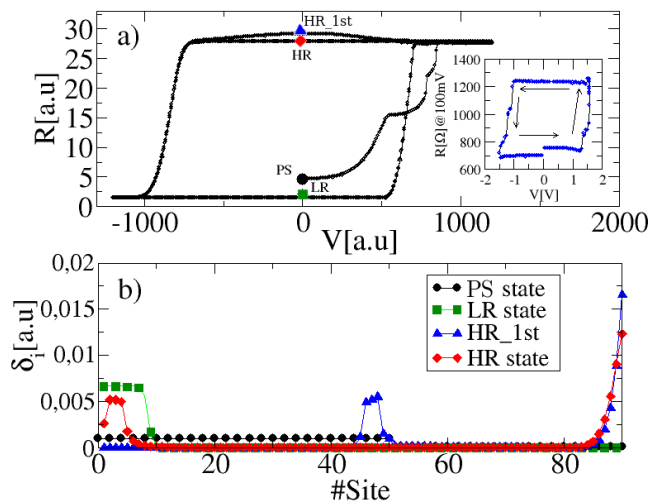 a)
R[a.u]
30
25
20
15
10
5
0
HR_1st
HR
PS
LR
-1000
0
1000
2000
V[a.u]
R[Ω]@100mV
1400
1200
1000
800
600
-2
-1
0
1
2
V[V]
b)
δi[a.u]
0,02
0,015
0,01
0,005
0
PS state
LR state
HR_1st
HR state
0
20
40
60
80
#Site